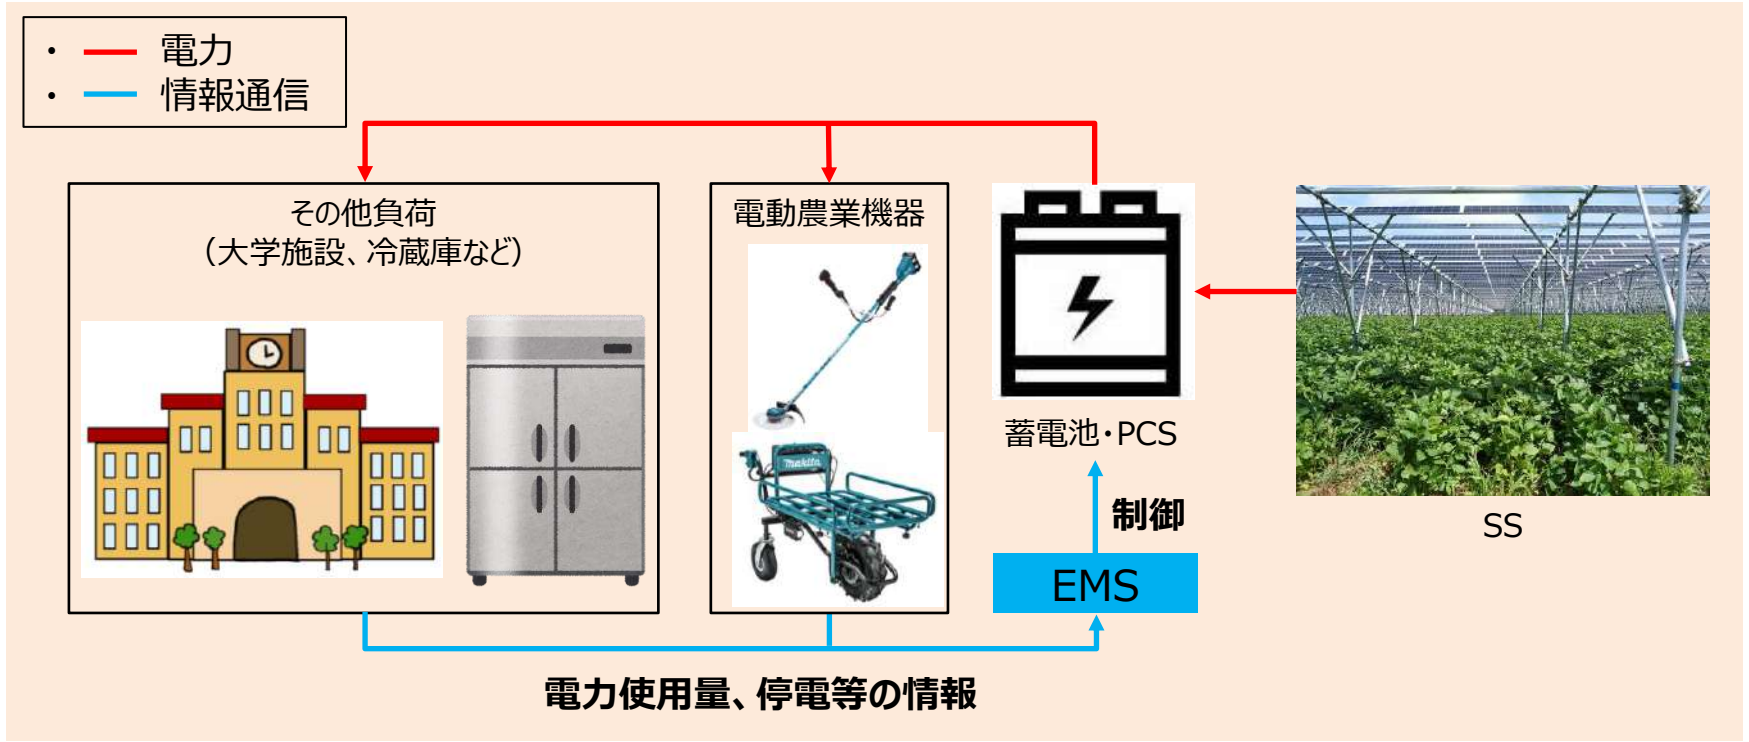 ・ 電力
・ 情報通信
その他負荷
（大学施設、冷蔵庫など）
電動農業機器
makita
蓄電池・PCS
制御
EMS
SS
電力使用量、停電等の情報